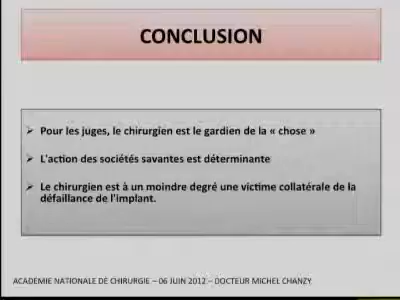 CONCLUSION
➢ Pour les juges, le chirurgien est le gardien de la « chose »
➢ L'action des sociétés savantes est déterminante
➢ Le chirurgien est à un moindre degré une victime collatérale de la
défaillance de l'implant.
ACADEMIE NATIONALE DE CHIRURGIE – 06 JUIN 2012 – DOCTEUR MICHEL CHANZY